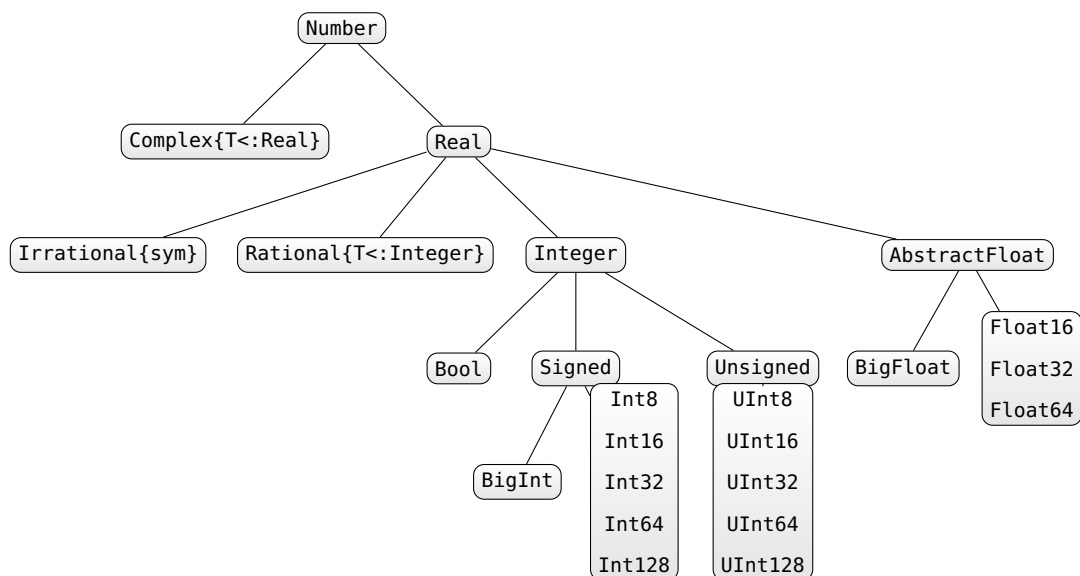 Number
Complex{T<:Real}
Real
Irrational{sym}
Rational{T<:Integer}
Integer
AbstractFloat
Bool
Signed
Unsigned
BigFloat
Float16
Float32
Float64
BigInt
Int8
Int16
Int32
Int64
Int128
UInt8
UInt16
UInt32
UInt64
UInt128